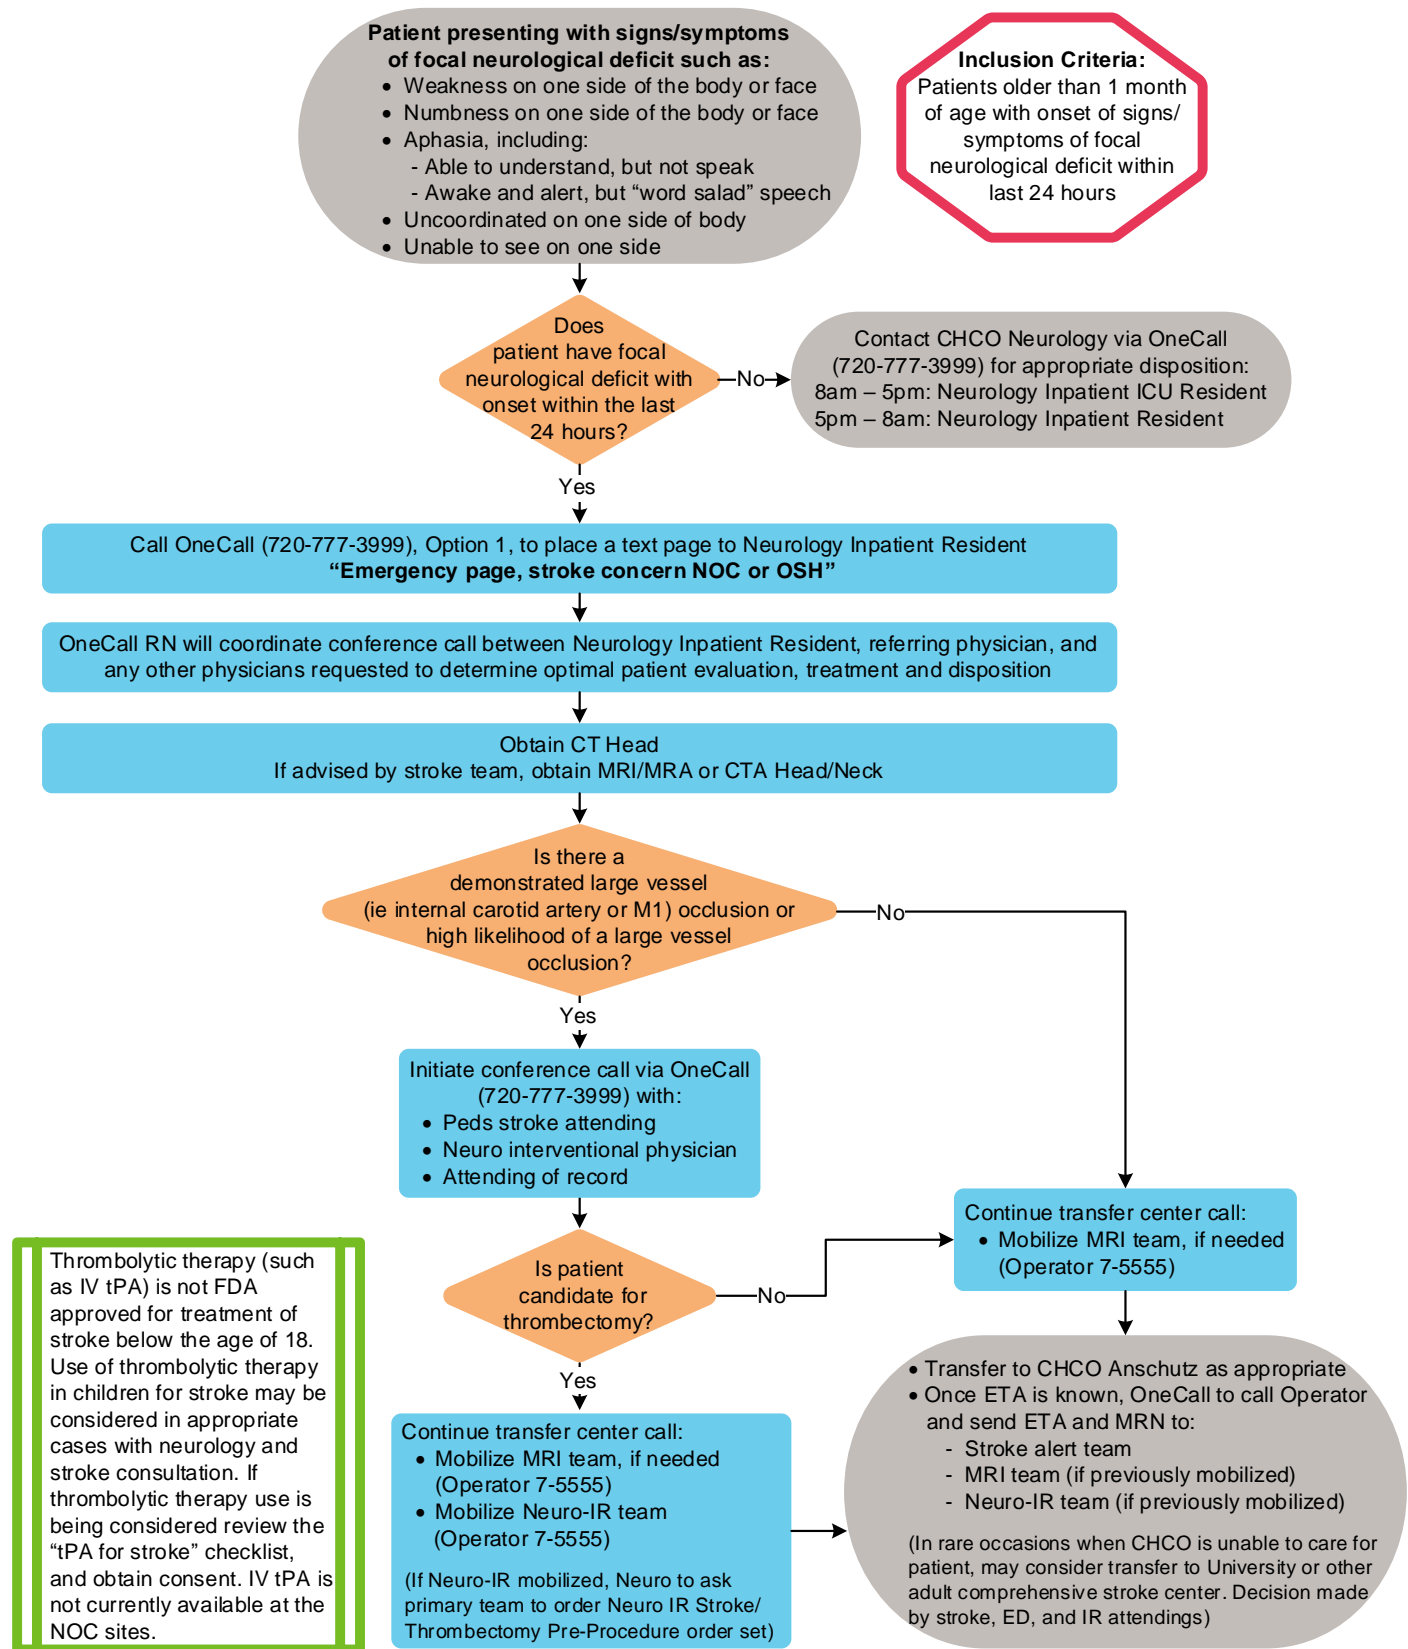 Patient presenting with signs/symptoms
of focal neurological deficit such as:
• Weakness on one side of the body or face
• Numbness on one side of the body or face
• Aphasia, including:
- Able to understand, but not speak
- Awake and alert, but “word salad” speech
• Uncoordinated on one side of body
• Unable to see on one side
Inclusion Criteria:
Patients older than 1 month
of age with onset of signs/
symptoms of focal
neurological deficit within
last 24 hours
Does
patient have focal
neurological deficit with
onset within the last
24 hours?
No
Contact CHCO Neurology via OneCall
(720-777-3999) for appropriate disposition:
8am – 5pm: Neurology Inpatient ICU Resident
5pm – 8am: Neurology Inpatient Resident
Yes
Call OneCall (720-777-3999), Option 1, to place a text page to Neurology Inpatient Resident
“Emergency page, stroke concern NOC or OSH”
OneCall RN will coordinate conference call between Neurology Inpatient Resident, referring physician, and
any other physicians requested to determine optimal patient evaluation, treatment and disposition
Obtain CT Head
If advised by stroke team, obtain MRI/MRA or CTA Head/Neck
Is there a
demonstrated large vessel
(ie internal carotid artery or M1) occlusion or
high likelihood of a large vessel
occlusion?
No
Yes
Initiate conference call via OneCall
(720-777-3999) with:
• Peds stroke attending
• Neuro interventional physician
• Attending of record
Continue transfer center call:
• Mobilize MRI team, if needed
(Operator 7-5555)
Is patient
candidate for
thrombectomy?
No
Yes
Thrombolytic therapy (such
as IV tPA) is not FDA
approved for treatment of
stroke below the age of 18.
Use of thrombolytic therapy
in children for stroke may be
considered in appropriate
cases with neurology and
stroke consultation. If
thrombolytic therapy use is
being considered review the
“tPA for stroke” checklist,
and obtain consent. IV tPA is
not currently available at the
NOC sites.
Continue transfer center call:
• Mobilize MRI team, if needed
(Operator 7-5555)
• Mobilize Neuro-IR team
(Operator 7-5555)
(If Neuro-IR mobilized, Neuro to ask
primary team to order Neuro IR Stroke/
Thrombectomy Pre-Procedure order set)
• Transfer to CHCO Anschutz as appropriate
• Once ETA is known, OneCall to call Operator
and send ETA and MRN to:
- Stroke alert team
- MRI team (if previously mobilized)
- Neuro-IR team (if previously mobilized)
(In rare occasions when CHCO is unable to care for
patient, may consider transfer to University or other
adult comprehensive stroke center. Decision made
by stroke, ED, and IR attendings)